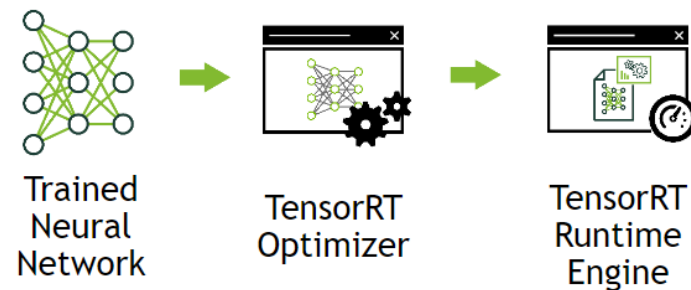 Trained
Neural
Network
TensorRT
Optimizer
TensorRT
Runtime
Engine